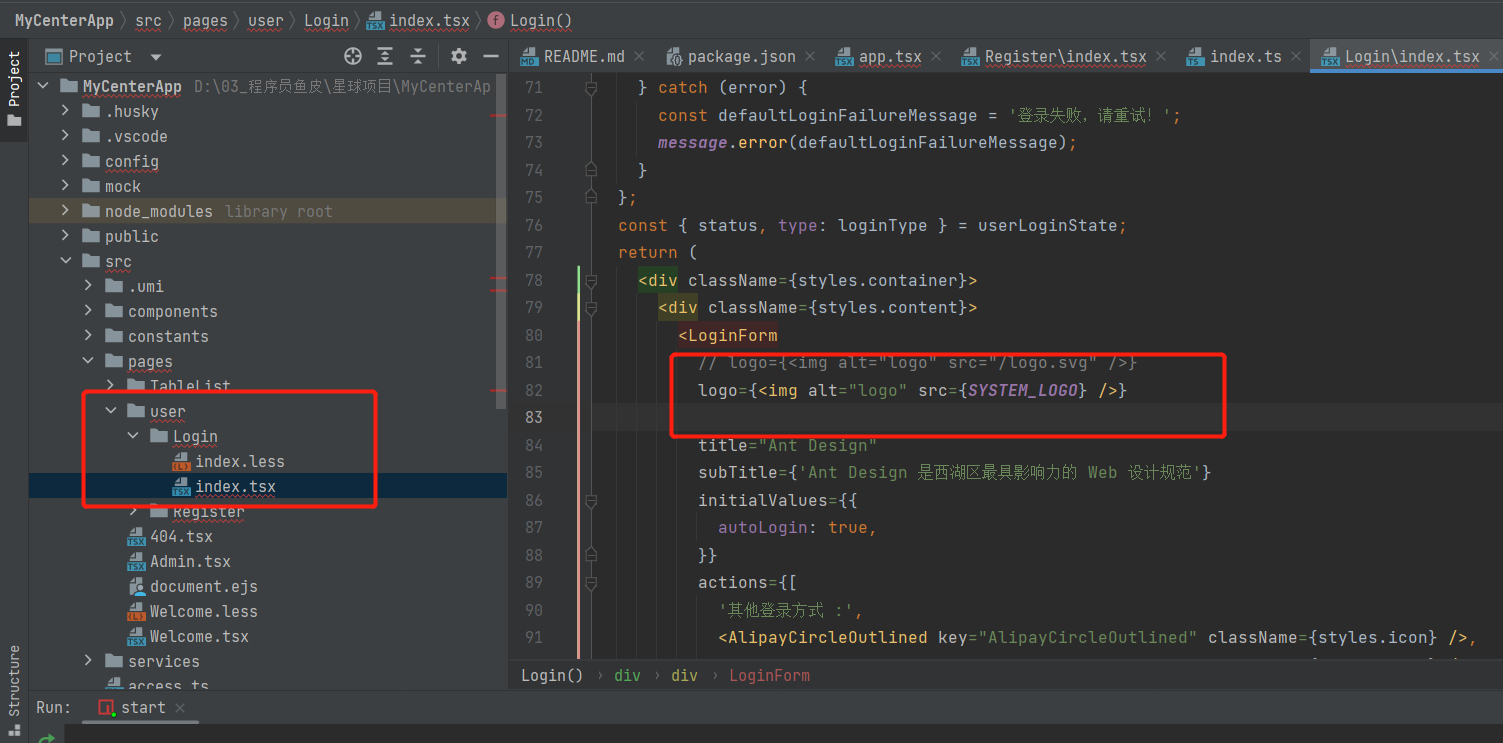 MyCenterApp src pages user Login index.tsx Login()
Project
Project
README.md package.json app.tsx Register\index.tsx index.ts Login\index.tsx
MyCenterApp D:\03_程序员鱼皮\星球项目\MyCenterAp
.husky
.vscode
config
mock
node_modules library root
public
src
.umi
components
constants
pages
TableList
user
Login
index.less
index.tsx
Register
404.tsx
Admin.tsx
document.ejs
Welcome.less
Welcome.tsx
services
access.ts
71 } catch (error) {
72 const defaultLoginFailureMessage = '登录失败，请重试！';
73 message.error(defaultLoginFailureMessage);
74 }
75 };
76 const { status, type: loginType } = userLoginState;
77 return (
78 <div className={styles.container}>
79 <div className={styles.content}>
80 <LoginForm
81 // logo={<img alt="logo" src="/logo.svg" />}
82 logo={<img alt="logo" src={SYSTEM_LOGO} />}
83
84 title="Ant Design"
85 subTitle={'Ant Design 是西湖区最具影响力的 Web 设计规范'}
86 initialValues={{
87 autoLogin: true,
88 }}
89 actions={[
90 '其他登录方式 :',
91 <AlipayCircleOutlined key="AlipayCircleOutlined" className={styles.icon} />,
Login() › div › div › LoginForm
Structure
Run: start